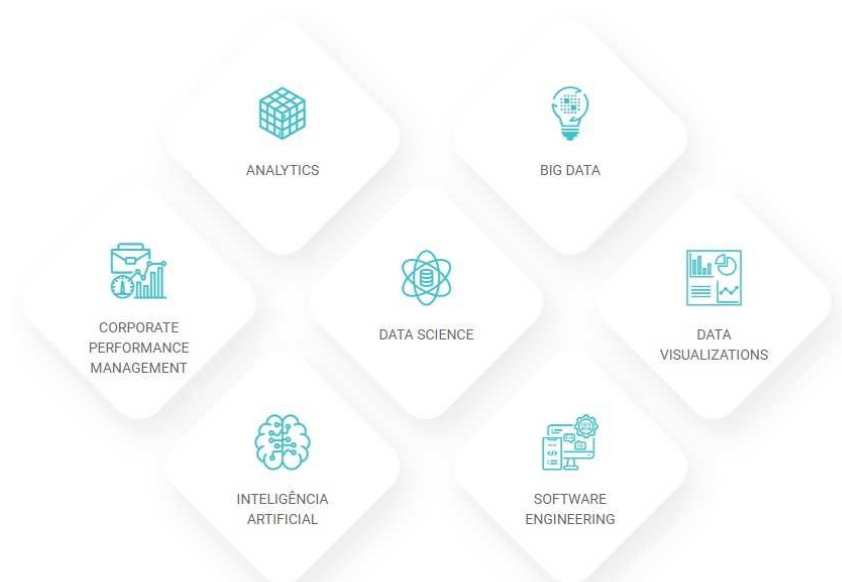 ANALYTICS
BIG DATA
CORPORATE
PERFORMANCE
MANAGEMENT
DATA SCIENCE
DATA
VISUALIZATIONS
INTELIGÊNCIA
ARTIFICIAL
SOFTWARE
ENGINEERING